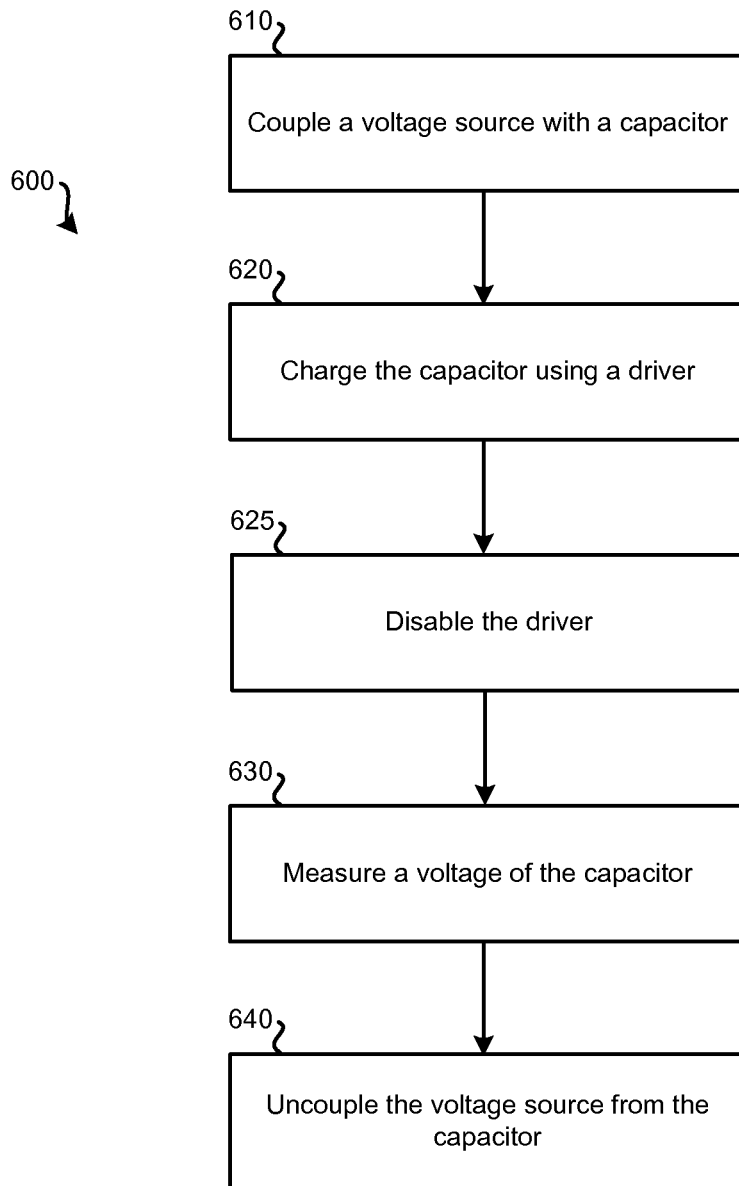 610
Couple a voltage source with a capacitor
600
620
Charge the capacitor using a driver
625
Disable the driver
630
Measure a voltage of the capacitor
640
Uncouple the voltage source from the
capacitor